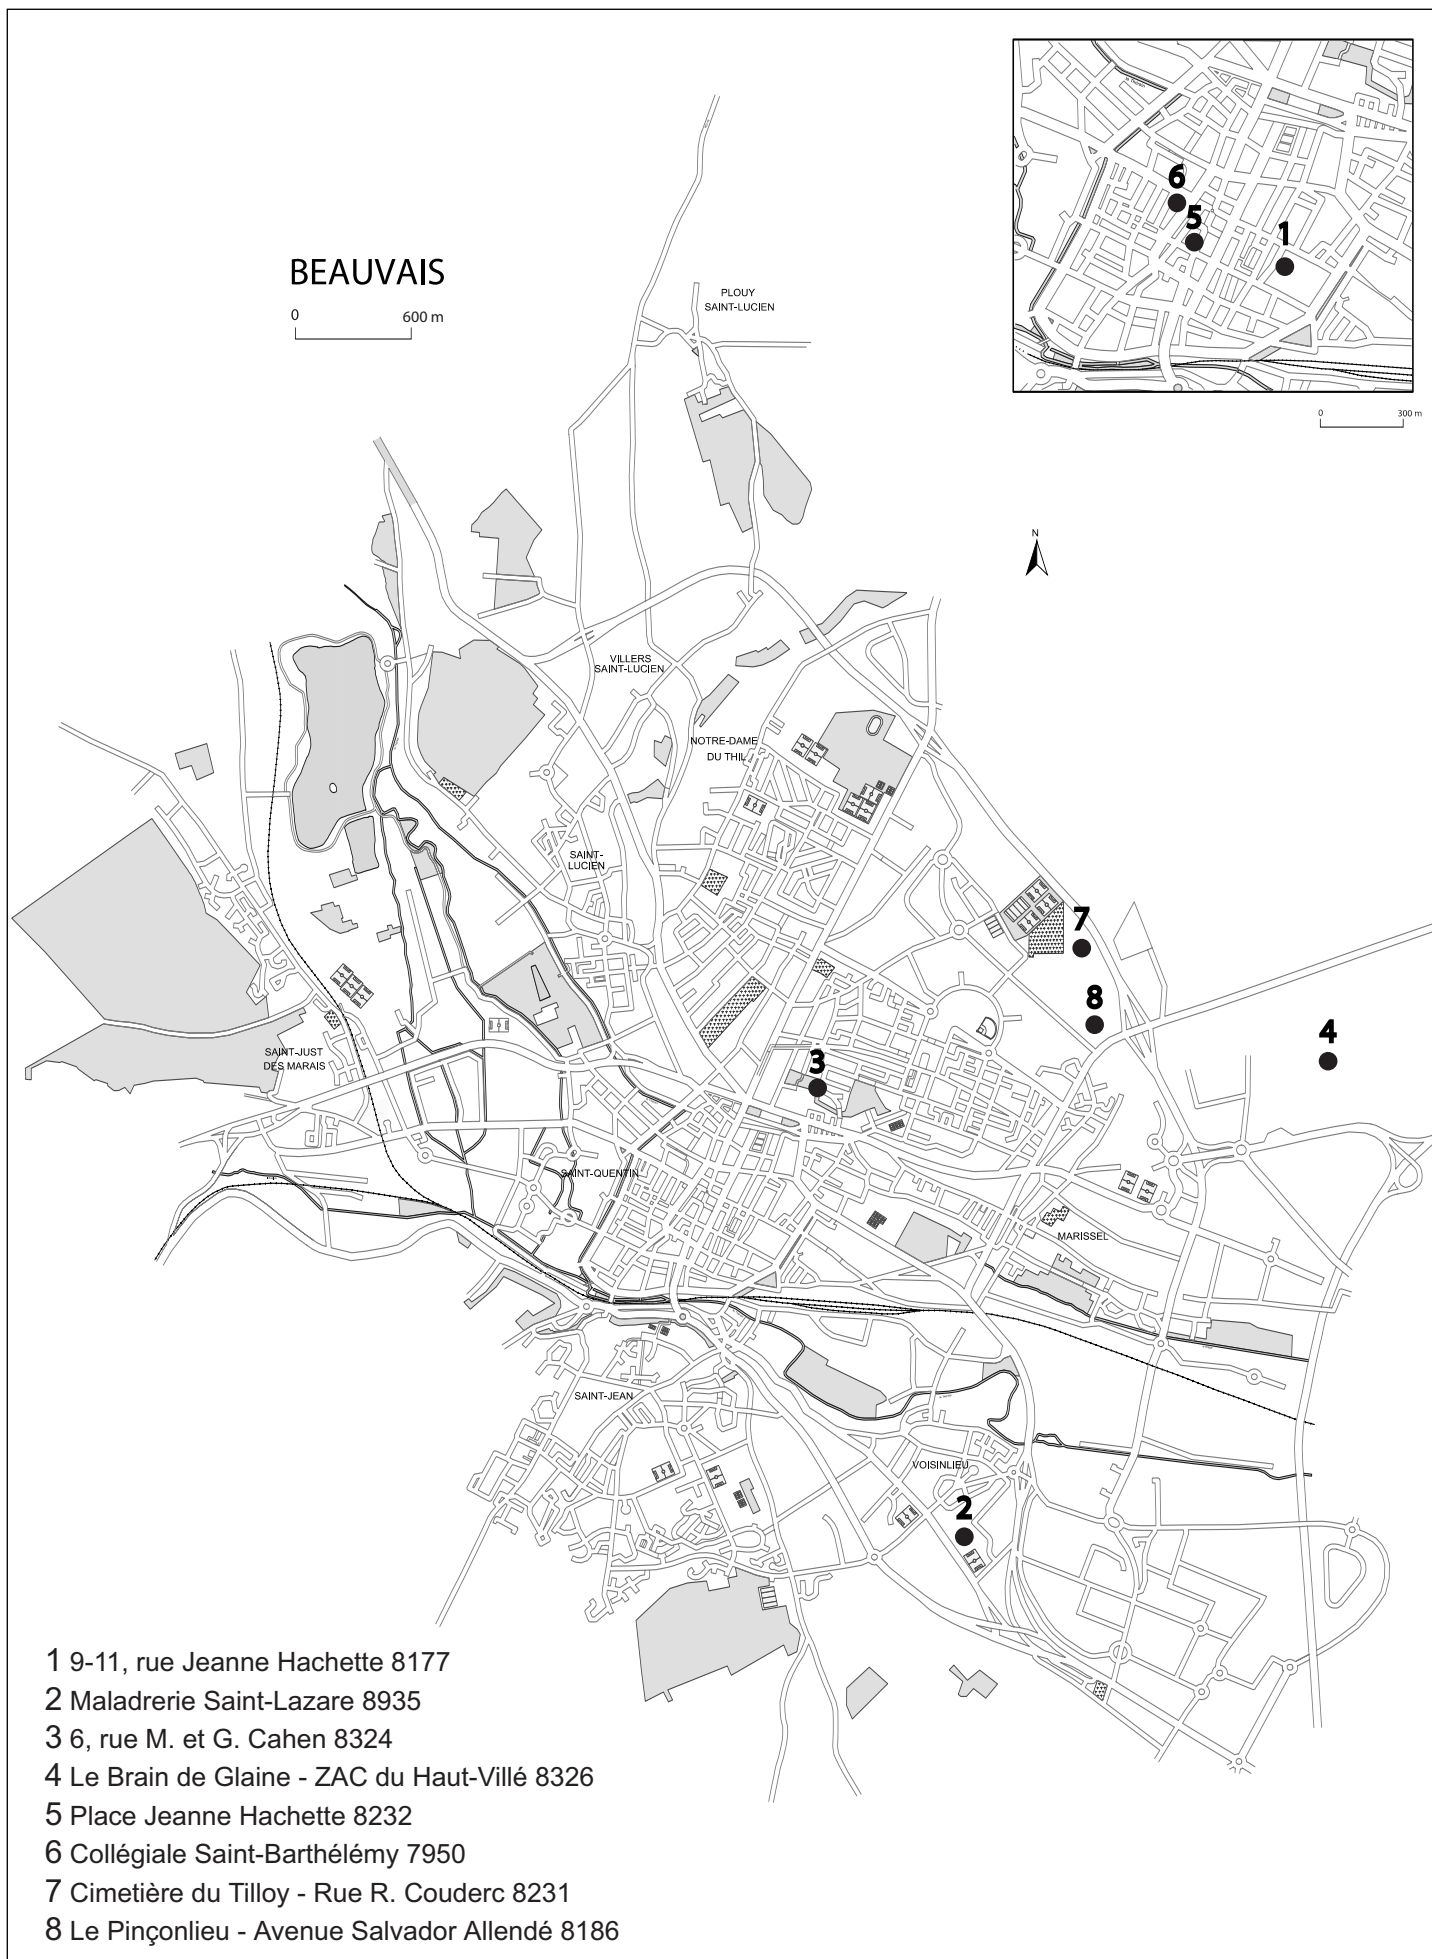 BEAUVAIS
0 600 m
6
5
1
0 300 m
PLOUY
SAINT-LUCIEN
N
VILLERS
SAINT-LUCIEN
NOTRE-DAME
DU THIL
SAINT-
LUCIEN
7
8
4
3
SAINT-JUST
DES MARAIS
SAINT-QUENTIN
MARISSEL
SAINT-JEAN
VOISINLIEU
2
1 9-11, rue Jeanne Hachette 8177
2 Maladrerie Saint-Lazare 8935
3 6, rue M. et G. Cahen 8324
4 Le Brain de Glaine - ZAC du Haut-Villé 8326
5 Place Jeanne Hachette 8232
6 Collégiale Saint-Barthélémy 7950
7 Cimetière du Tilloy - Rue R. Couderc 8231
8 Le Pinçonlieu - Avenue Salvador Allendé 8186